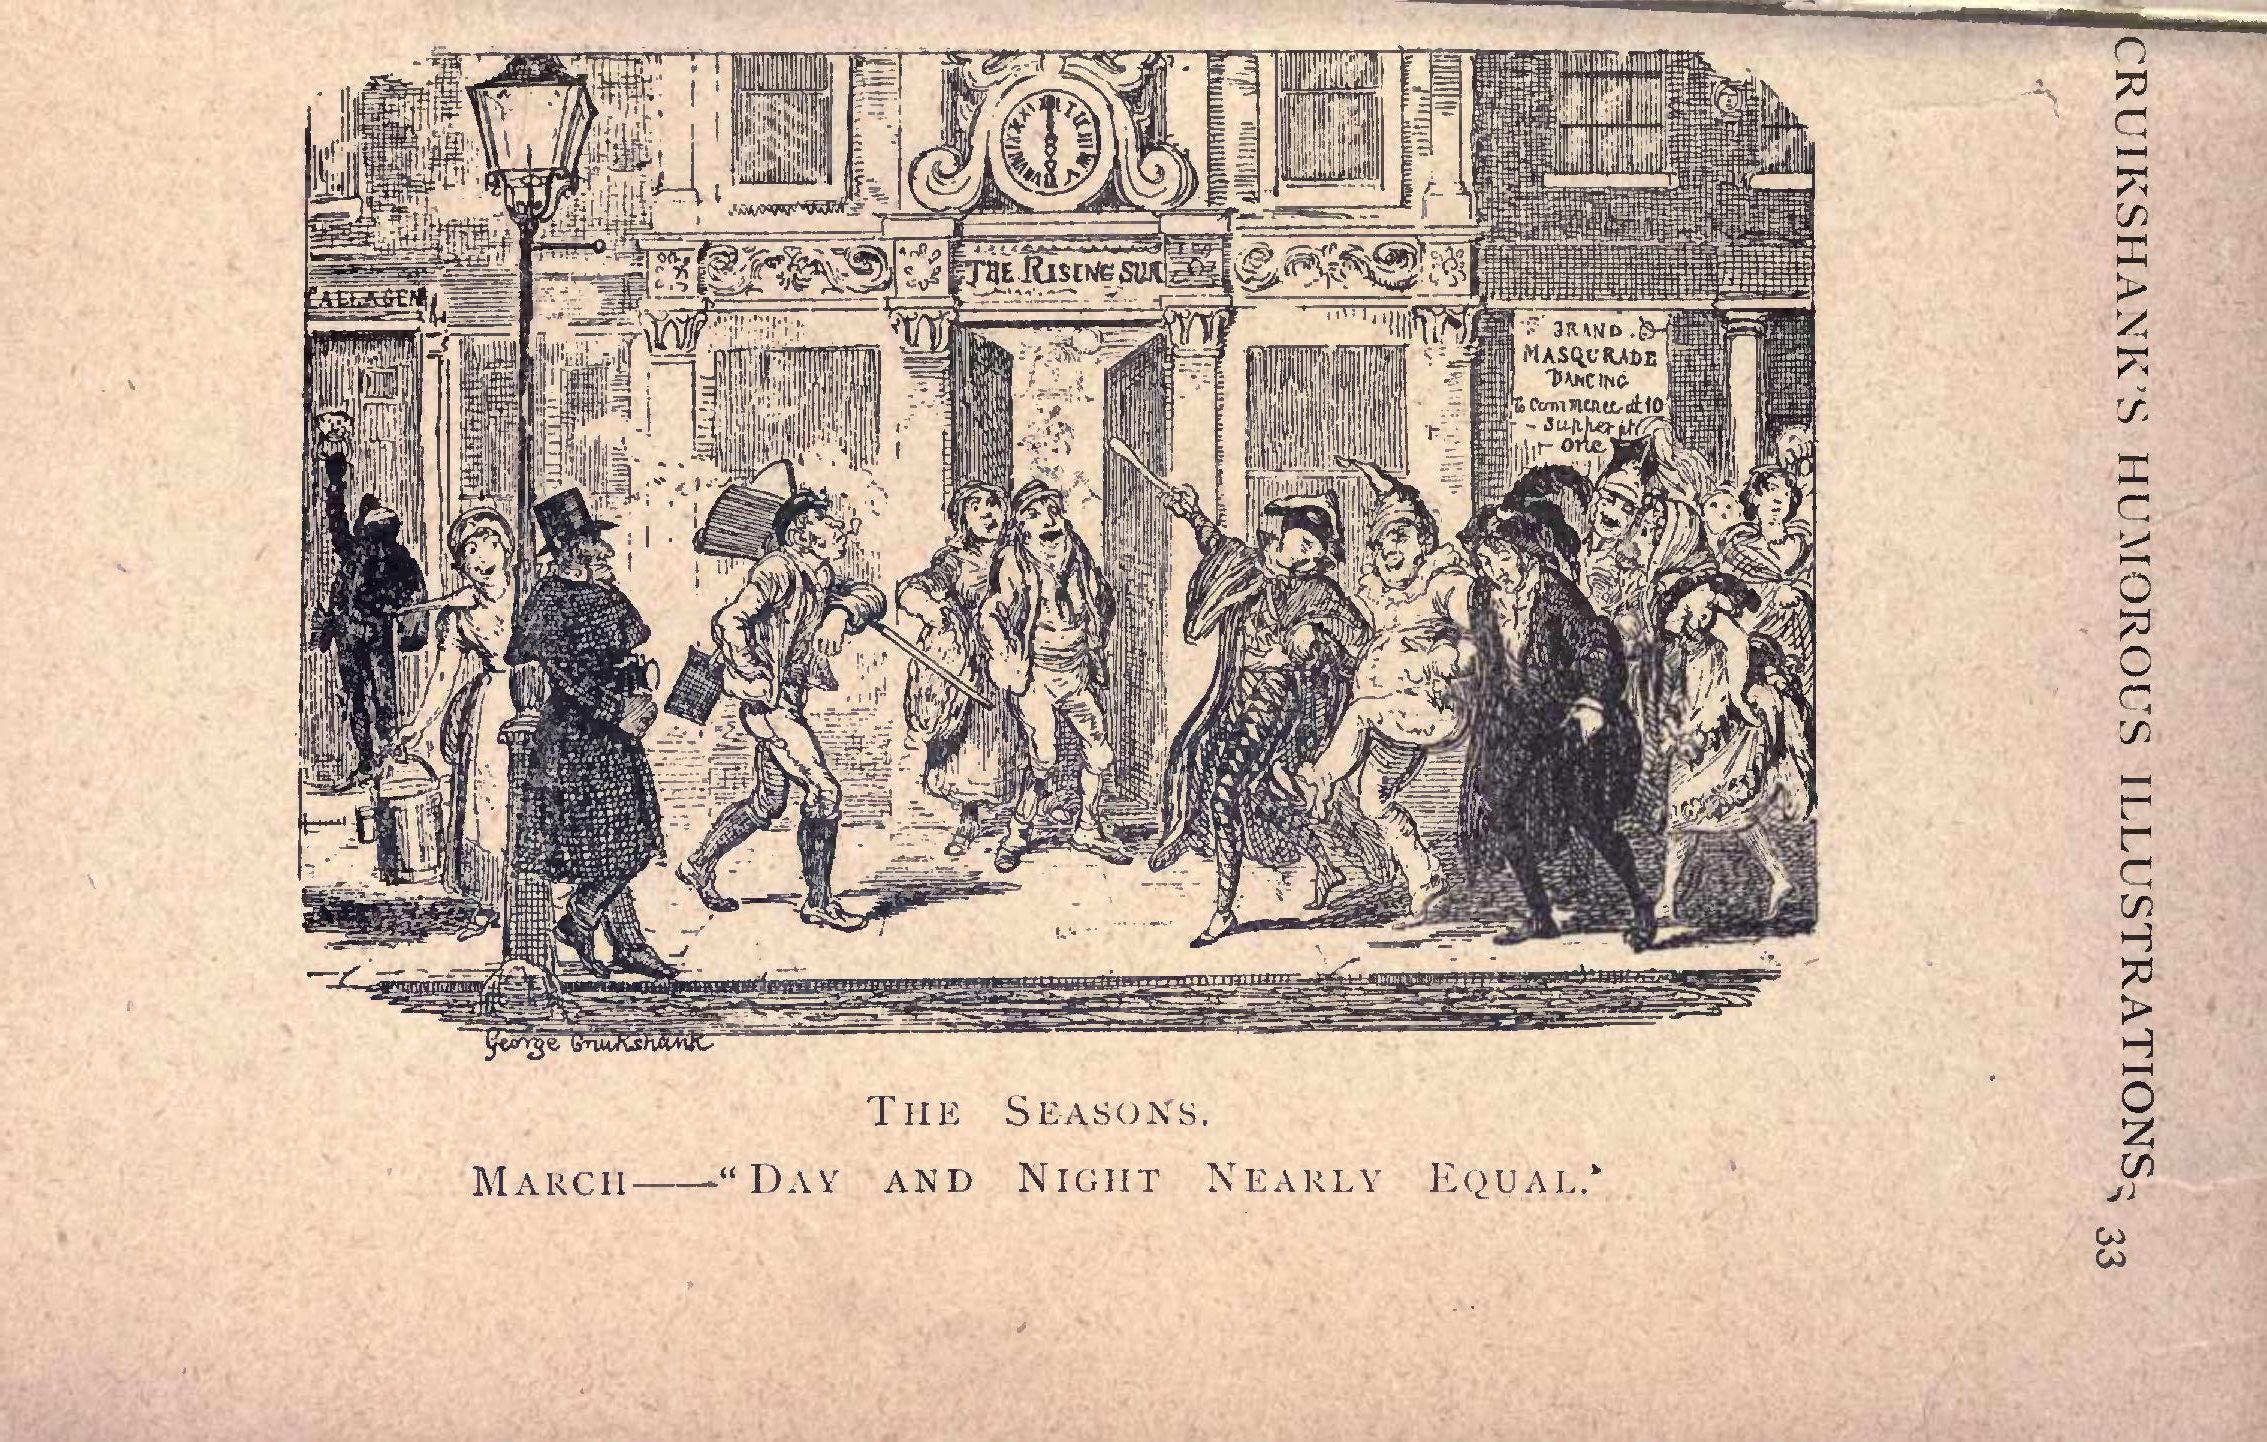 THE RISING SUN
GRAND.
MASQURADE
DANCING
To commence at 10
- Supper at
- one
George Cruikshank
THE SEASONS.
MARCH——"DAY AND NIGHT NEARLY EQUAL."
CRUIKSHANK'S HUMOROUS ILLUSTRATIONS. 33